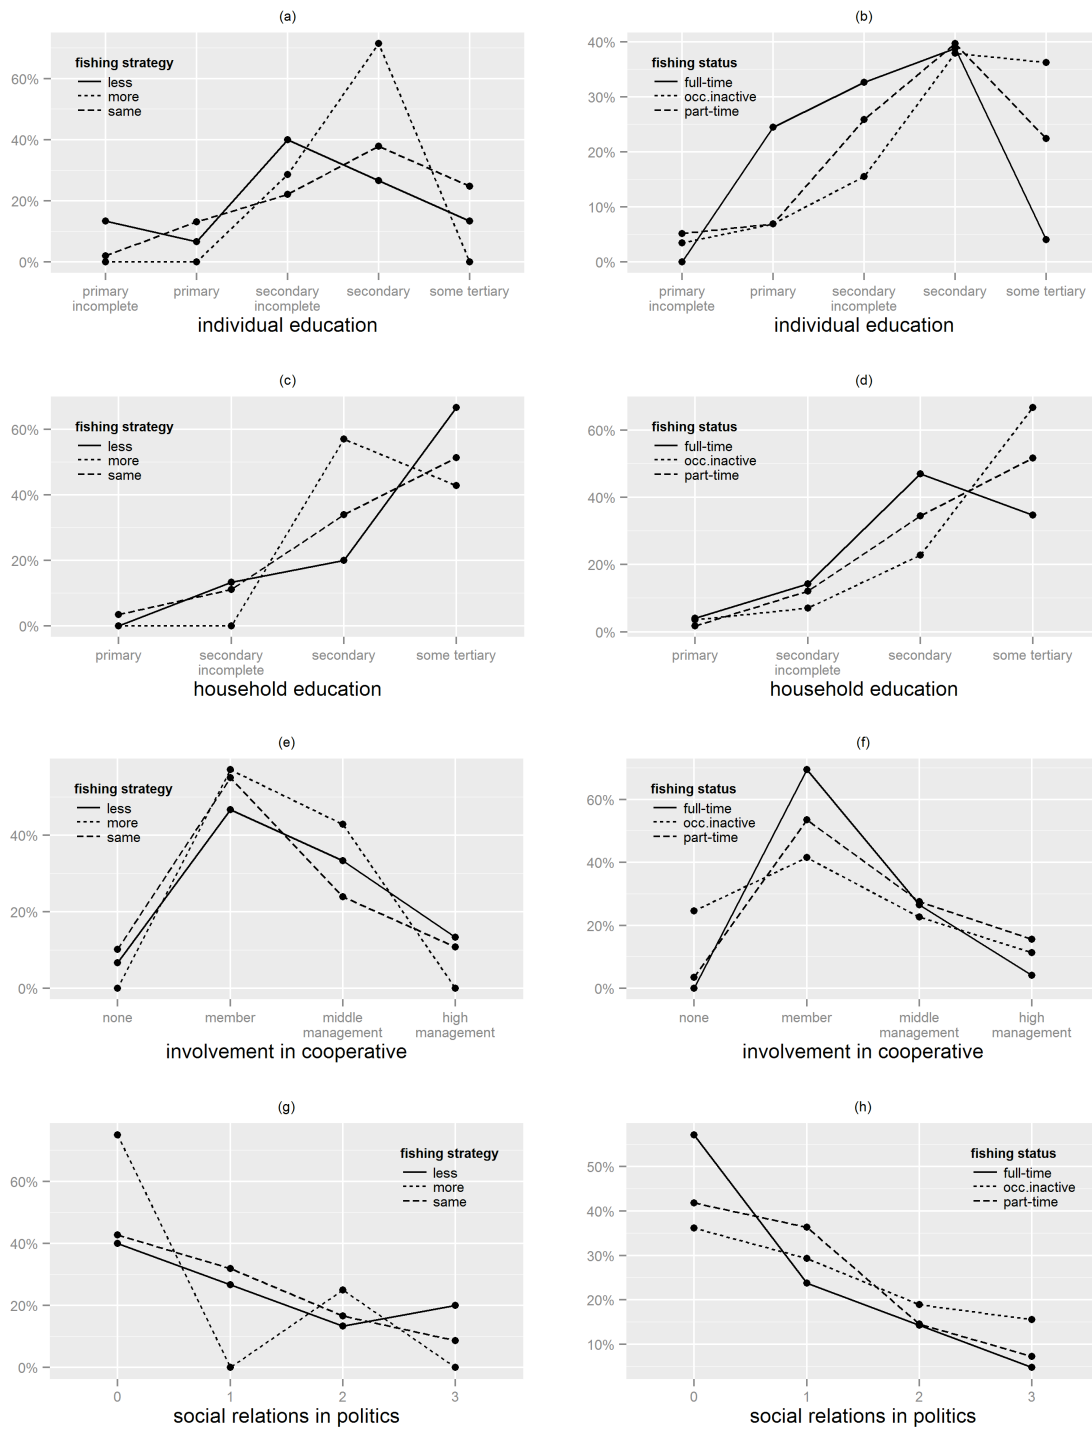 (a)
fishing strategy
less
more
same
60%
40%
20%
0%
primary incomplete
primary
secondary incomplete
secondary
some tertiary
individual education
(b)
fishing status
full-time
occ.inactive
part-time
40%
30%
20%
10%
0%
primary incomplete
primary
secondary incomplete
secondary
some tertiary
individual education
(c)
fishing strategy
less
more
same
60%
40%
20%
0%
primary
secondary incomplete
secondary
some tertiary
household education
(d)
fishing status
full-time
occ.inactive
part-time
60%
40%
20%
0%
primary
secondary incomplete
secondary
some tertiary
household education
(e)
fishing strategy
less
more
same
40%
20%
0%
none
member
middle management
high management
involvement in cooperative
(f)
fishing status
full-time
occ.inactive
part-time
60%
40%
20%
0%
none
member
middle management
high management
involvement in cooperative
(g)
fishing strategy
less
more
same
60%
40%
20%
0%
0
1
2
3
social relations in politics
(h)
fishing status
full-time
occ.inactive
part-time
50%
40%
30%
20%
10%
0
1
2
3
social relations in politics